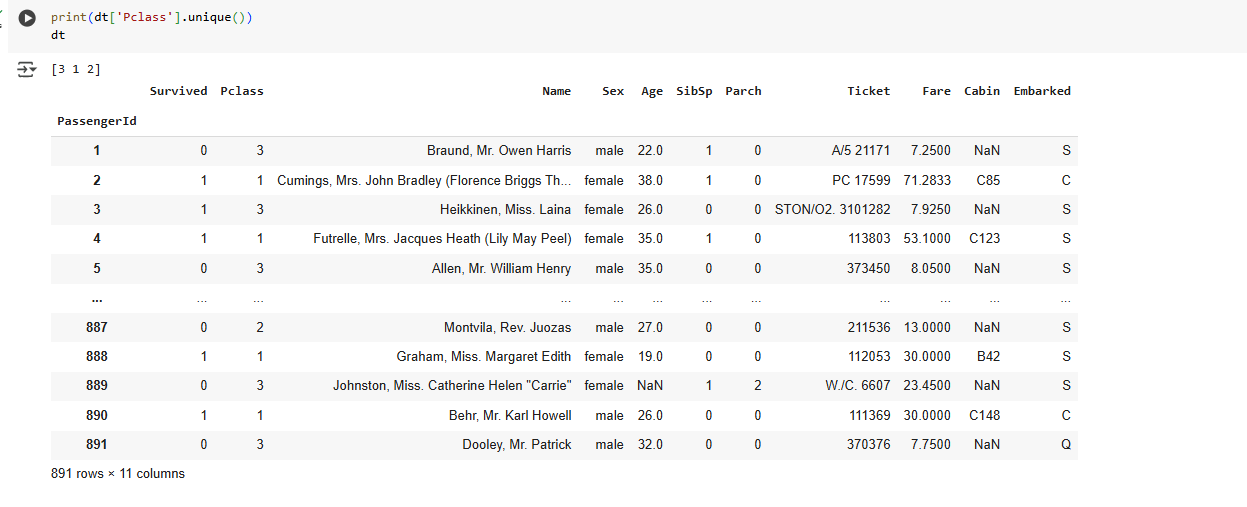 print(dt['Pclass'].unique())
dt
[3 1 2]
Survived Pclass Name Sex Age SibSp Parch Ticket Fare Cabin Embarked
PassengerId
1 0 3 Braund, Mr. Owen Harris male 22.0 1 0 A/5 21171 7.2500 NaN S
2 1 1 Cumings, Mrs. John Bradley (Florence Briggs Th... female 38.0 1 0 PC 17599 71.2833 C85 C
3 1 3 Heikkinen, Miss. Laina female 26.0 0 0 STON/O2. 3101282 7.9250 NaN S
4 1 1 Futrelle, Mrs. Jacques Heath (Lily May Peel) female 35.0 1 0 113803 53.1000 C123 S
5 0 3 Allen, Mr. William Henry male 35.0 0 0 373450 8.0500 NaN S
... ... ... ... ... ... ... ... ... ... ... ...
887 0 2 Montvila, Rev. Juozas male 27.0 0 0 211536 13.0000 NaN S
888 1 1 Graham, Miss. Margaret Edith female 19.0 0 0 112053 30.0000 B42 S
889 0 3 Johnston, Miss. Catherine Helen "Carrie" female NaN 1 2 W./C. 6607 23.4500 NaN S
890 1 1 Behr, Mr. Karl Howell male 26.0 0 0 111369 30.0000 C148 C
891 0 3 Dooley, Mr. Patrick male 32.0 0 0 370376 7.7500 NaN Q
891 rows × 11 columns